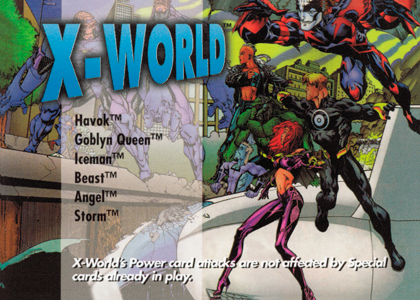 X-WORLD™
Havok™
Goblyn Queen™
Iceman™
Beast™
Angel™
Storm™
X-World's Power card attacks are not affected by Special
cards already in play.